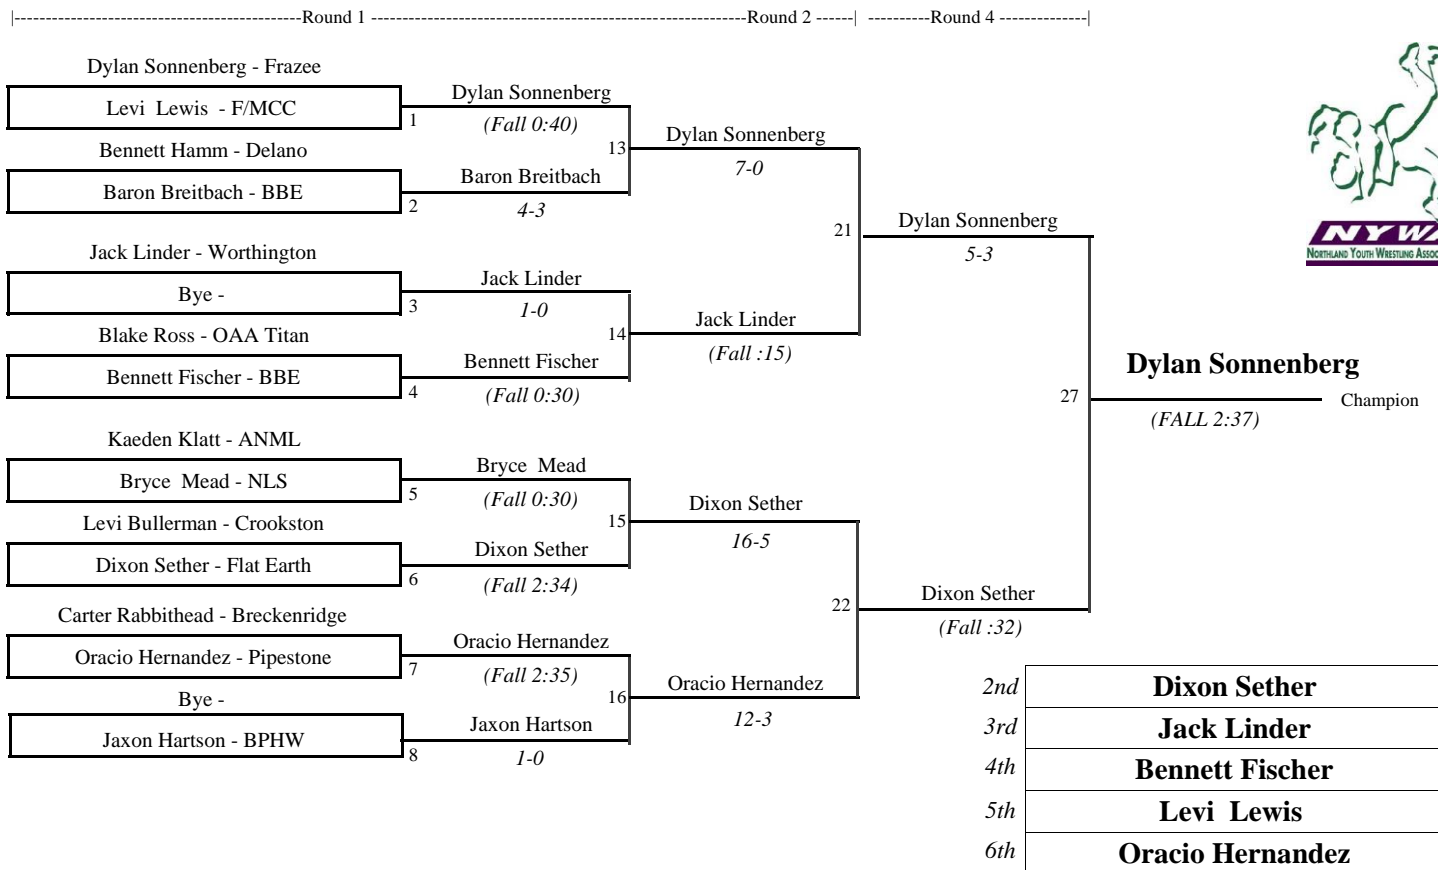 |-----------------------------------------------Round 1 -------------------------------------------------------------Round 2 ------| ----------Round 4 --------------|
Dylan Sonnenberg - Frazee
Levi  Lewis  - F/MCC
1
Bennett Hamm - Delano
Baron Breitbach - BBE
2
Jack Linder - Worthington
Bye -
3
Blake Ross - OAA Titan
Bennett Fischer - BBE
4
Kaeden Klatt - ANML
Bryce  Mead - NLS
5
Levi Bullerman - Crookston
Dixon Sether - Flat Earth
6
Carter Rabbithead - Breckenridge
Oracio Hernandez - Pipestone
7
Bye -
Jaxon Hartson - BPHW
8
Dylan Sonnenberg
(Fall 0:40)
13
Baron Breitbach
4-3
Jack Linder
1-0
14
Bennett Fischer
(Fall 0:30)
Bryce  Mead
(Fall 0:30)
15
Dixon Sether
(Fall 2:34)
Oracio Hernandez
(Fall 2:35)
16
Jaxon Hartson
1-0
Dylan Sonnenberg
7-0
21
Jack Linder
(Fall :15)
Dixon Sether
16-5
22
Oracio Hernandez
12-3
Dylan Sonnenberg
5-3
27
Dixon Sether
(Fall :32)
NYWA
NORTHLAND YOUTH WRESTLING ASSOC
Dylan Sonnenberg
Champion
(FALL 2:37)
2nd Dixon Sether
3rd Jack Linder
4th Bennett Fischer
5th Levi  Lewis
6th Oracio Hernandez